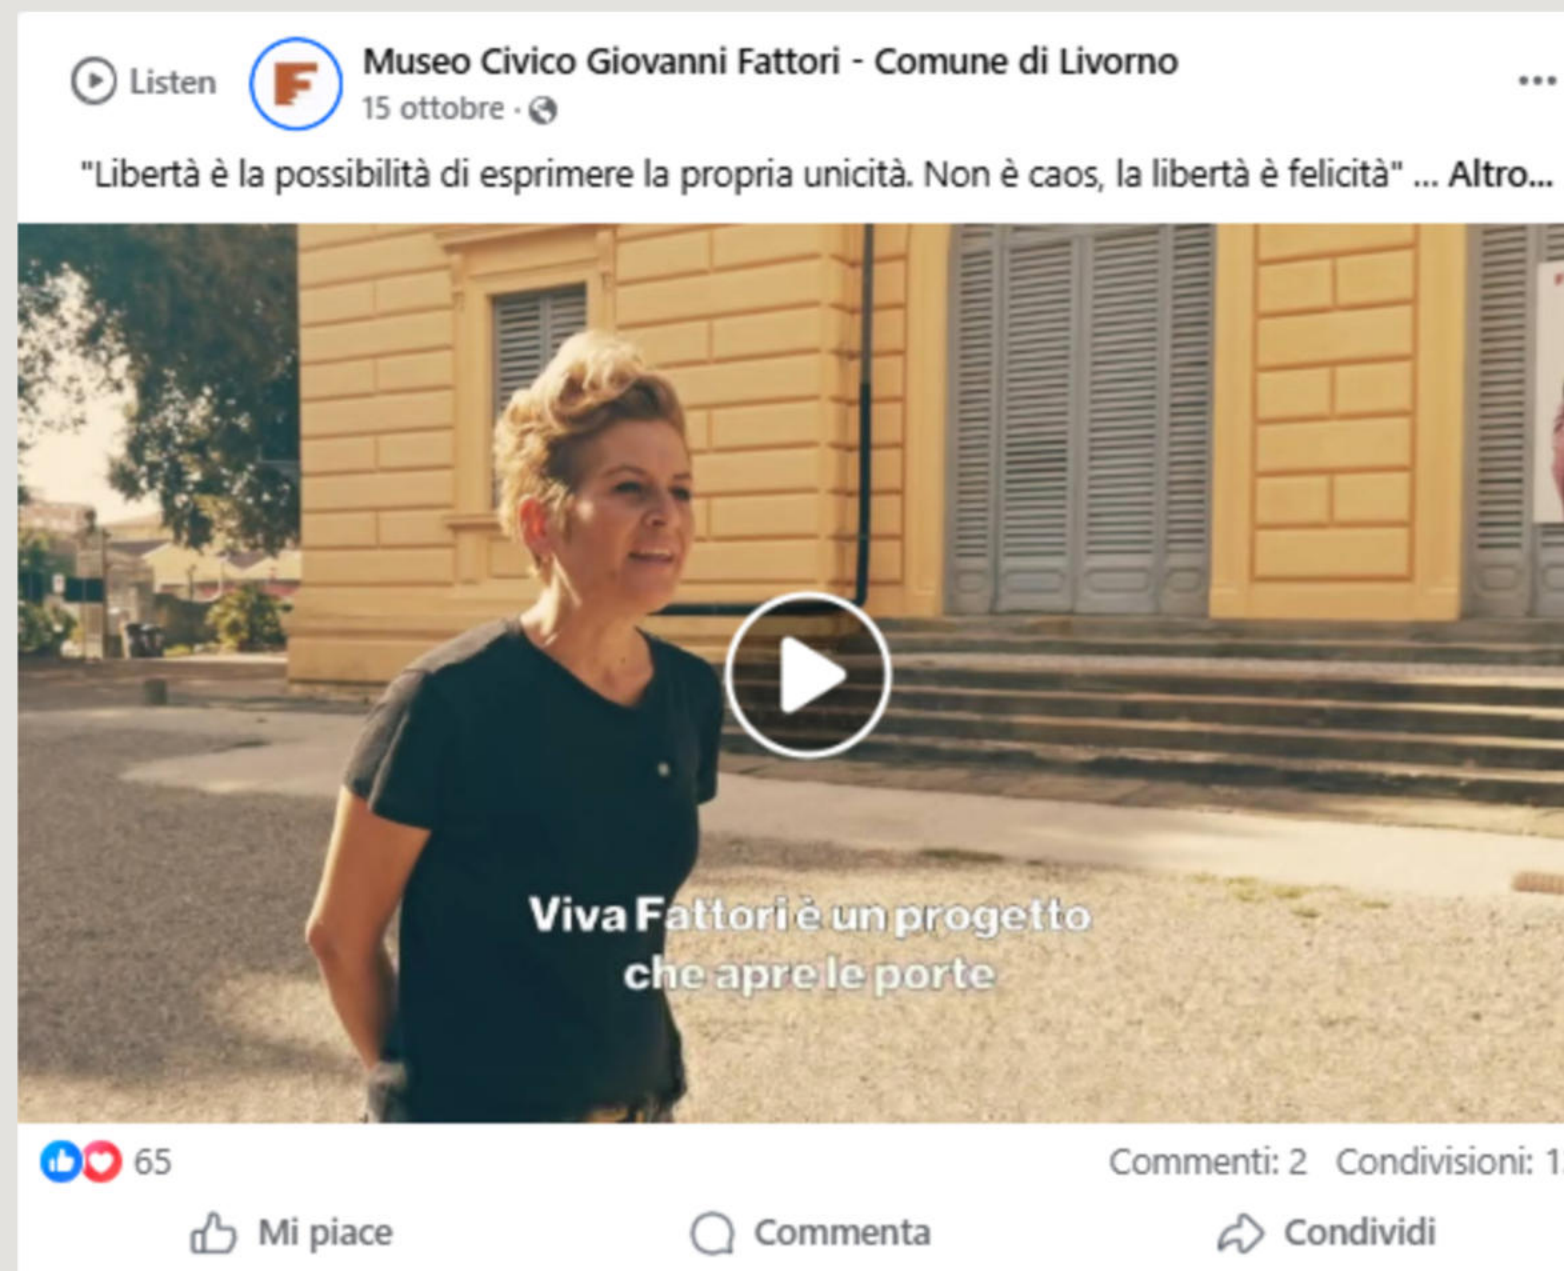 Listen
Museo Civico Giovanni Fattori - Comune di Livorno
15 ottobre ·
"Libertà è la possibilità di esprimere la propria unicità. Non è caos, la libertà è felicità" ... Altro...
Viva Fattori è un progetto
che apre le porte
65
Commenti: 2 Condivisioni: 1
Mi piace
Commenta
Condividi